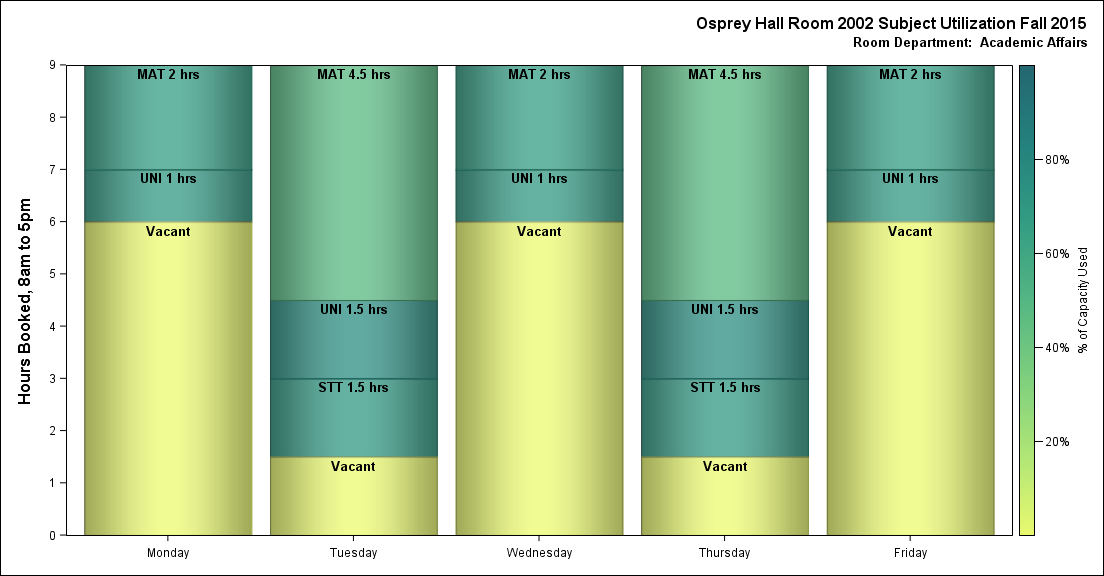 Osprey Hall Room 2002 Subject Utilization Fall 2015
Room Department:  Academic Affairs
Hours Booked, 8am to 5pm
9
8
7
6
5
4
3
2
1
0
MAT 2 hrs
UNI 1 hrs
Vacant
MAT 4.5 hrs
UNI 1.5 hrs
STT 1.5 hrs
Vacant
MAT 2 hrs
UNI 1 hrs
Vacant
MAT 4.5 hrs
UNI 1.5 hrs
STT 1.5 hrs
Vacant
MAT 2 hrs
UNI 1 hrs
Vacant
Monday
Tuesday
Wednesday
Thursday
Friday
80%
60%
40%
20%
% of Capacity Used